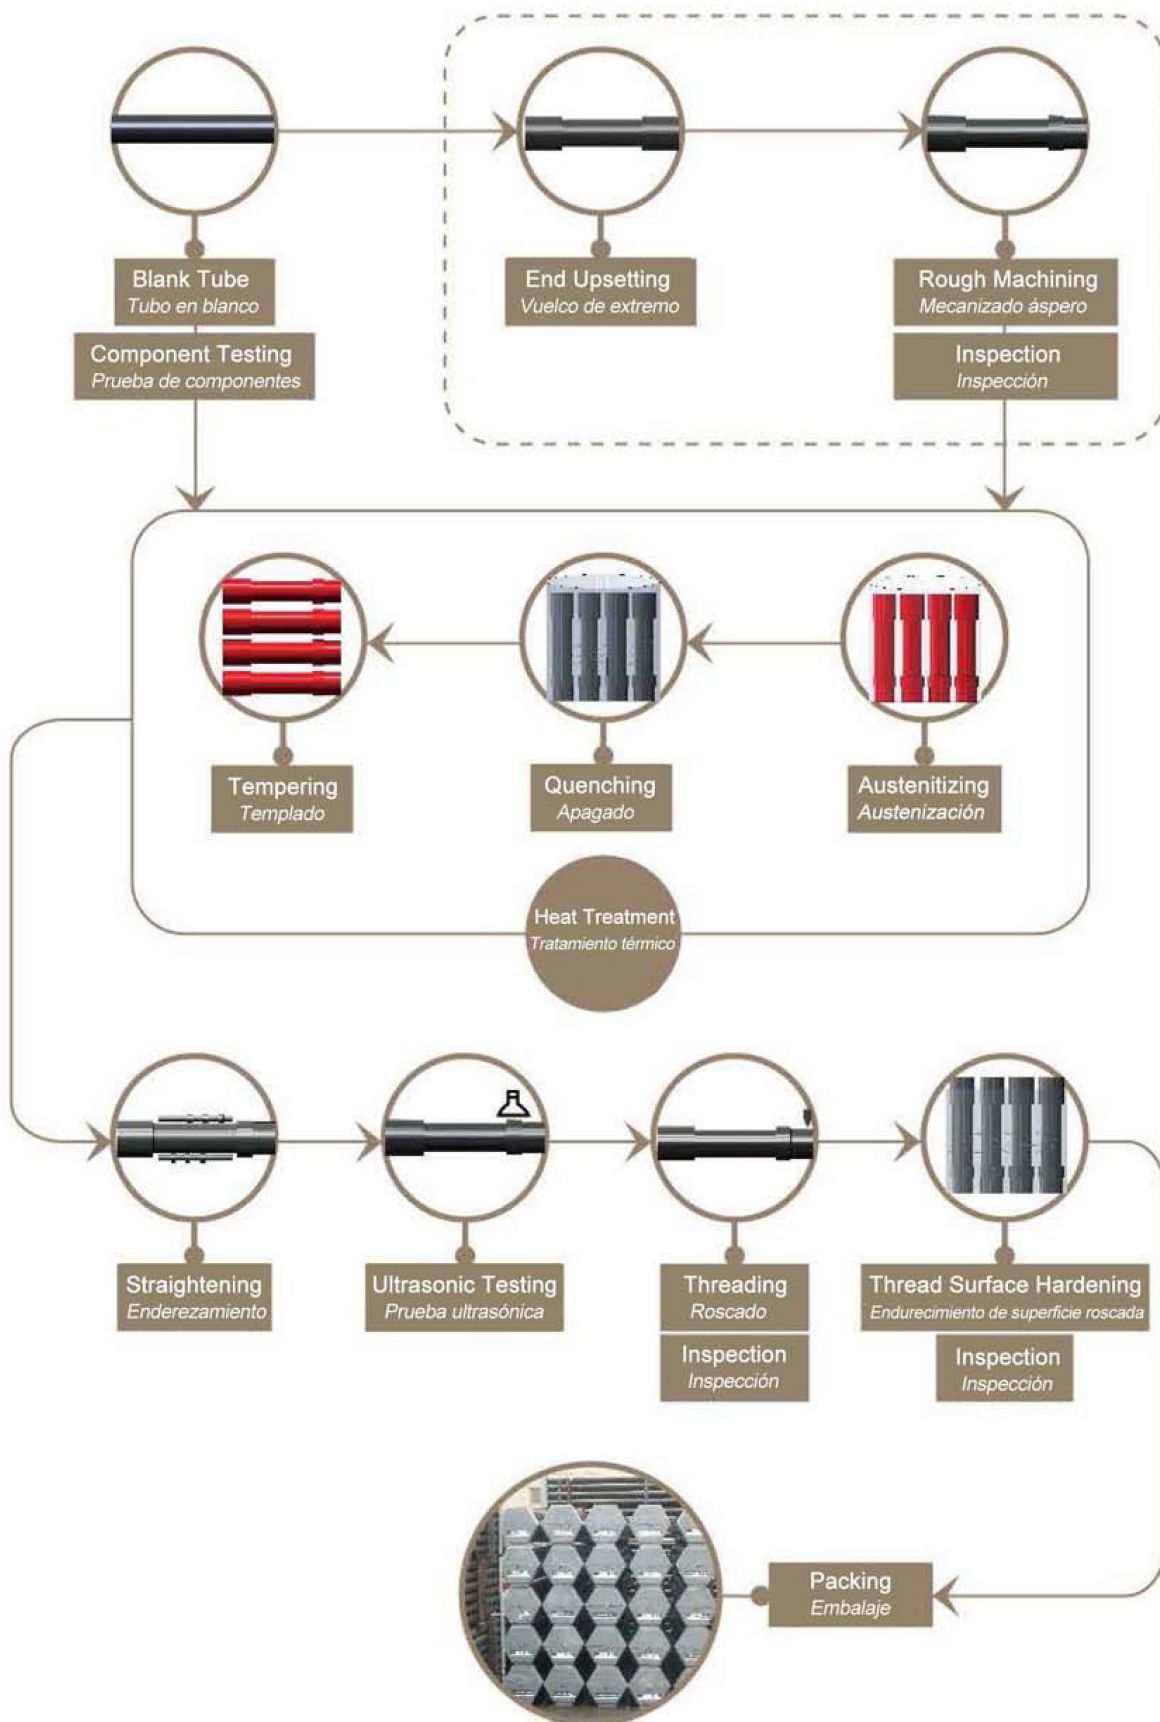 Blank Tube
Tubo en blanco
Component Testing
Prueba de componentes
End Upsetting
Vuelco de extremo
Rough Machining
Mecanizado áspero
Inspection
Inspección
Tempering
Templado
Quenching
Apagado
Austenitizing
Austenización
Heat Treatment
Tratamiento térmico
Straightening
Enderezamiento
Ultrasonic Testing
Prueba ultrasónica
Threading
Roscado
Inspection
Inspección
Thread Surface Hardening
Endurecimiento de superficie roscada
Inspection
Inspección
Packing
Embalaje